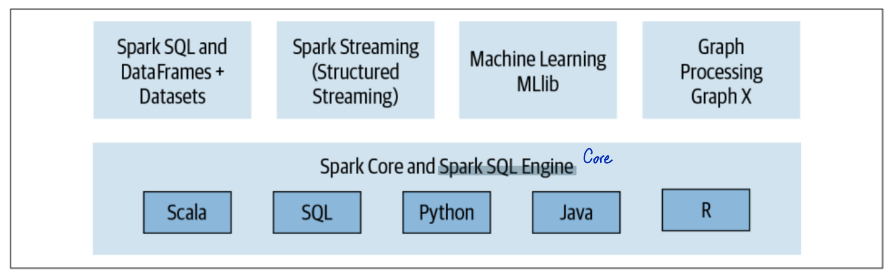 Spark SQL and
DataFrames +
Datasets
Spark Streaming
(Structured
Streaming)
Machine Learning
MLlib
Graph
Processing
Graph X
Spark Core and Spark SQL Engine Core
Scala
SQL
Python
Java
R